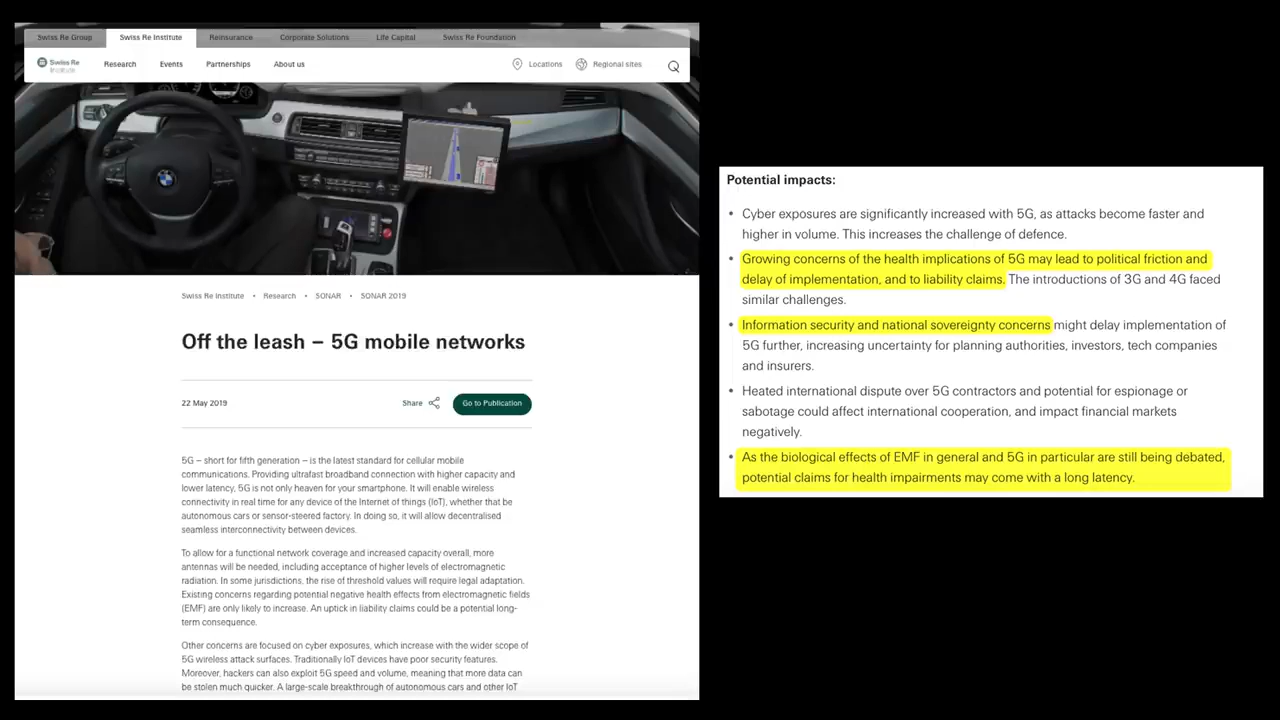 Swiss Re Group
Swiss Re Institute
Reinsurance
Corporate Solutions
Life Capital
Swiss Re Foundation
Swiss Re
Institute
Research
Events
Partnerships
About us
Locations
Regional sites
Swiss Re Institute • Research • SONAR • SONAR 2019
Off the leash – 5G mobile networks
22 May 2019
Share
Go to Publication
5G – short for fifth generation – is the latest standard for cellular mobile
communications. Providing ultrafast broadband connection with higher capacity and
lower latency, 5G is not only heaven for your smartphone. It will enable wireless
connectivity in real time for any device of the Internet of things (IoT), whether that be
autonomous cars or sensor-steered factory. In doing so, it will allow decentralised
seamless interconnectivity between devices.
To allow for a functional network coverage and increased capacity overall, more
antennas will be needed, including acceptance of higher levels of electromagnetic
radiation. In some jurisdictions, the rise of threshold values will require legal adaptation.
Existing concerns regarding potential negative health effects from electromagnetic fields
(EMF) are only likely to increase. An uptick in liability claims could be a potential long-
term consequence.
Other concerns are focused on cyber exposures, which increase with the wider scope of
5G wireless attack surfaces. Traditionally IoT devices have poor security features.
Moreover, hackers can also exploit 5G speed and volume, meaning that more data can
be stolen much quicker. A large-scale breakthrough of autonomous cars and other IoT
Potential impacts:
• Cyber exposures are significantly increased with 5G, as attacks become faster and
higher in volume. This increases the challenge of defence.
• Growing concerns of the health implications of 5G may lead to political friction and
delay of implementation, and to liability claims. The introductions of 3G and 4G faced
similar challenges.
• Information security and national sovereignty concerns might delay implementation of
5G further, increasing uncertainty for planning authorities, investors, tech companies
and insurers.
• Heated international dispute over 5G contractors and potential for espionage or
sabotage could affect international cooperation, and impact financial markets
negatively.
• As the biological effects of EMF in general and 5G in particular are still being debated,
potential claims for health impairments may come with a long latency.